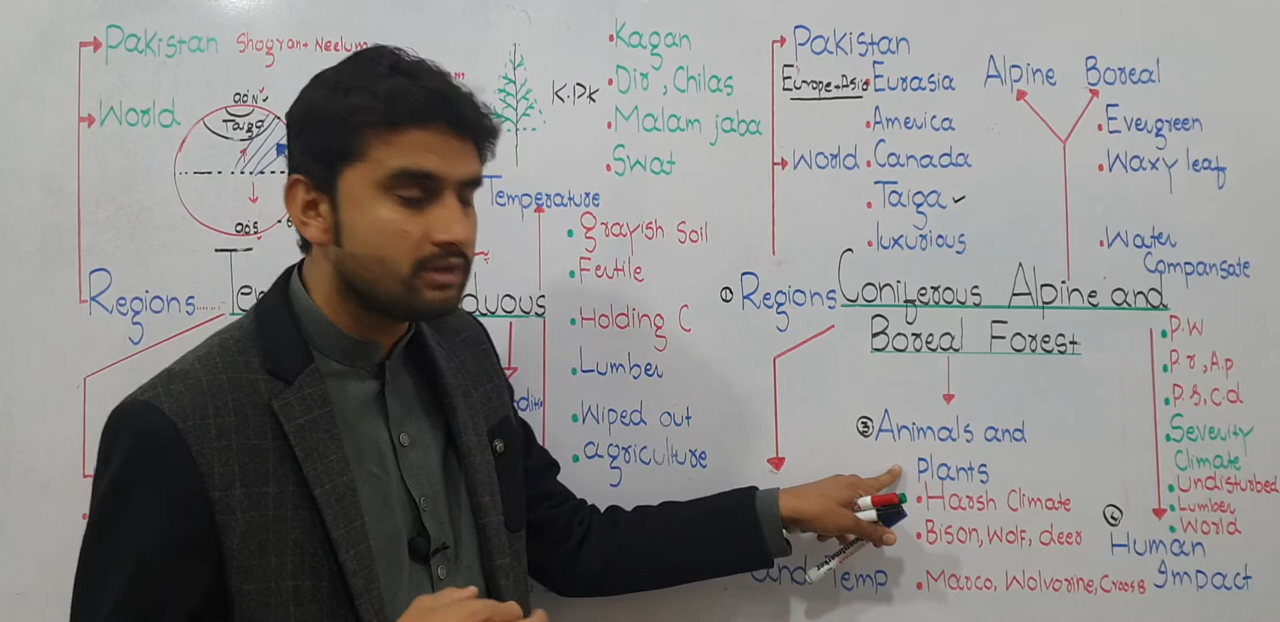 Pakistan Shogran+ Neelum
World
90°N
Taiga
90°S
Regions......
duous
K.Pk
Kagan
Dir, Chilas
Malam jaba
Swat
Temperature
grayish Soil
Fertile
Holding C
Lumber
Wiped out
agriculture
Pakistan
Europe+Asia Eurasia
America
World Canada
Taiga
luxurious
① Regions
Coniferous Alpine and
Boreal Forest
Alpine Boreal
Evergreen
Waxy leaf
Water
Compansate
③ Animals and
Plants
Harsh Climate
Bison, Wolf, deer
Marco, Wolvorine, CroosB
and Temp
P.W
P.r, A.p
P.S, C.d
Severity
Climate
Undisturbed
Lumber
World
④ Human
Impact